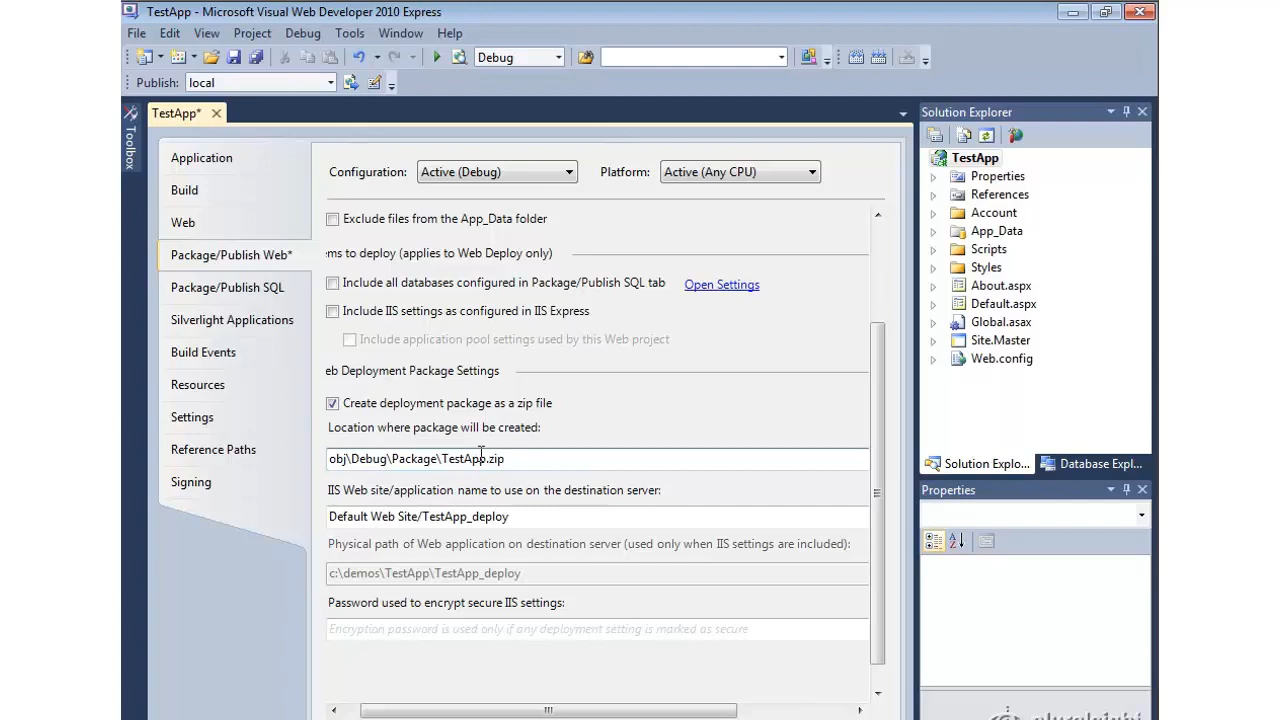 TestApp - Microsoft Visual Web Developer 2010 Express
File Edit View Project Debug Tools Window Help
Debug
Publish: local
Toolbox
TestApp*
Application
Build
Web
Package/Publish Web*
Package/Publish SQL
Silverlight Applications
Build Events
Resources
Settings
Reference Paths
Signing
Configuration: Active (Debug) Platform: Active (Any CPU)
Exclude files from the App_Data folder
ms to deploy (applies to Web Deploy only)
Include all databases configured in Package/Publish SQL tab Open Settings
Include IIS settings as configured in IIS Express
Include application pool settings used by this Web project
eb Deployment Package Settings
Create deployment package as a zip file
Location where package will be created:
obj\Debug\Package\TestApp.zip
IIS Web site/application name to use on the destination server:
Default Web Site/TestApp_deploy
Physical path of Web application on destination server (used only when IIS settings are included):
c:\demos\TestApp\TestApp_deploy
Password used to encrypt secure IIS settings:
Encryption password is used only if any deployment setting is marked as secure
Solution Explorer
TestApp
Properties
References
Account
App_Data
Scripts
Styles
About.aspx
Default.aspx
Global.asax
Site.Master
Web.config
Solution Explo... Database Expl...
Properties